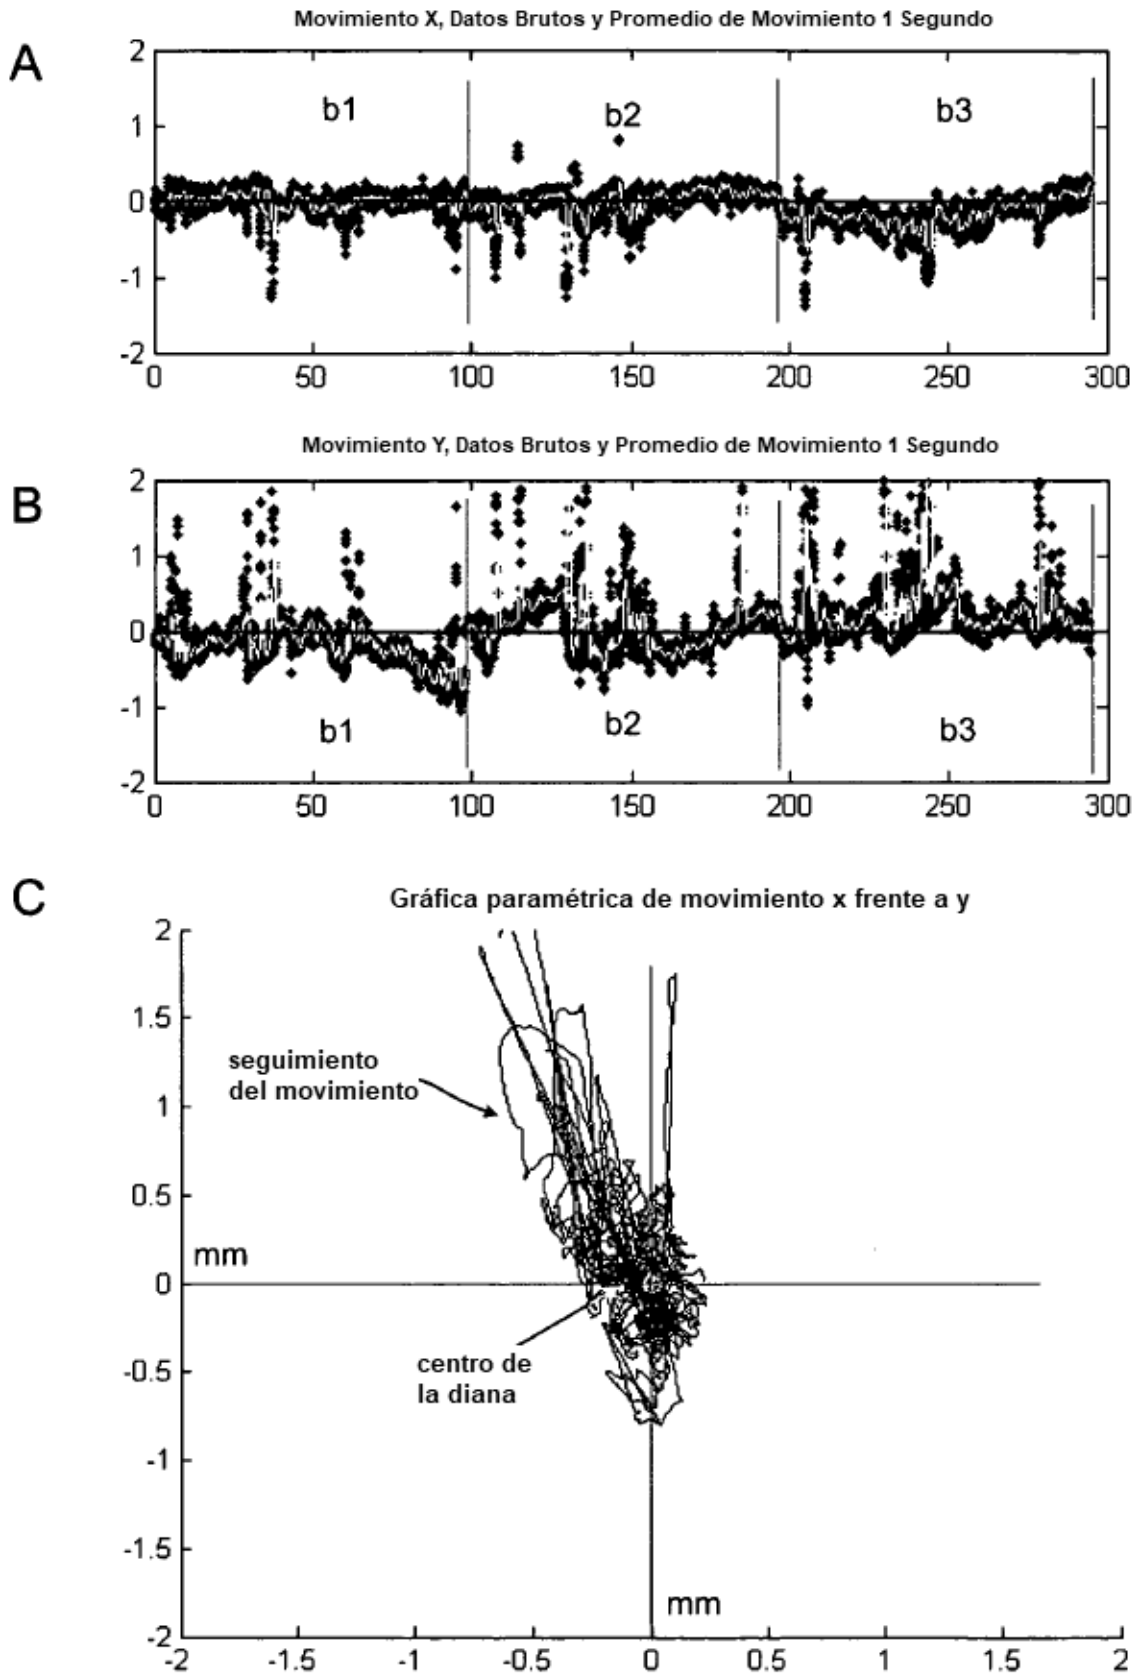 Movimiento X, Datos Brutos y Promedio de Movimiento 1 Segundo
A
2
b1
b2
b3
1
0
-1
-2
0 50 100 150 200 250 300
Movimiento Y, Datos Brutos y Promedio de Movimiento 1 Segundo
B
2
1
0
-1
b1
b2
b3
-2
0 50 100 150 200 250 300
C
Gráfica paramétrica de movimiento x frente a y
2
1.5
seguimiento
del movimiento
1
0.5
mm
0
centro de
la diana
-0.5
-1
-1.5
mm
-2
-2 -1.5 -1 -0.5 0 0.5 1 1.5 2